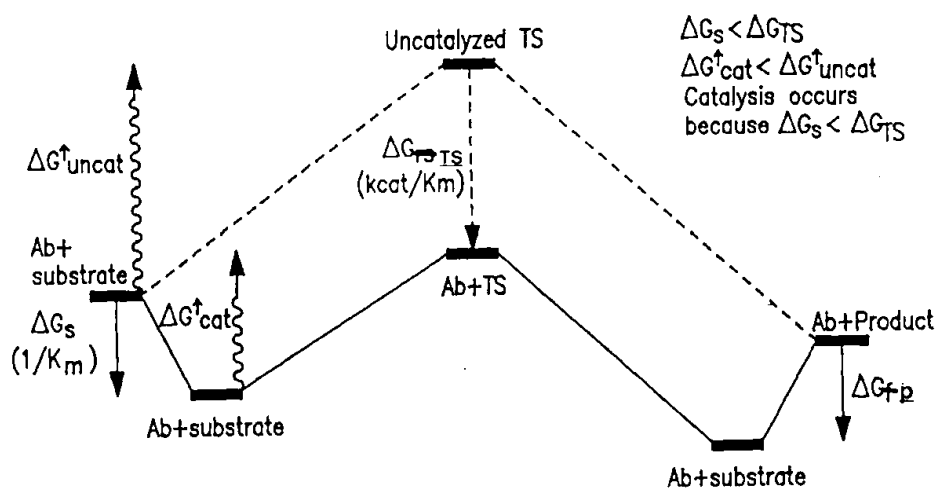 Uncatalyzed TS
ΔGs < ΔGTS
ΔG↑cat < ΔG↑uncat
Catalysis occurs
because ΔGs < ΔGTS
ΔG↑uncat
ΔGTS TS
(kcat/Km)
Ab+
substrate
ΔGs
(1/Km)
ΔG↑cat
Ab+TS
Ab+substrate
Ab+Product
ΔGfp
Ab+substrate